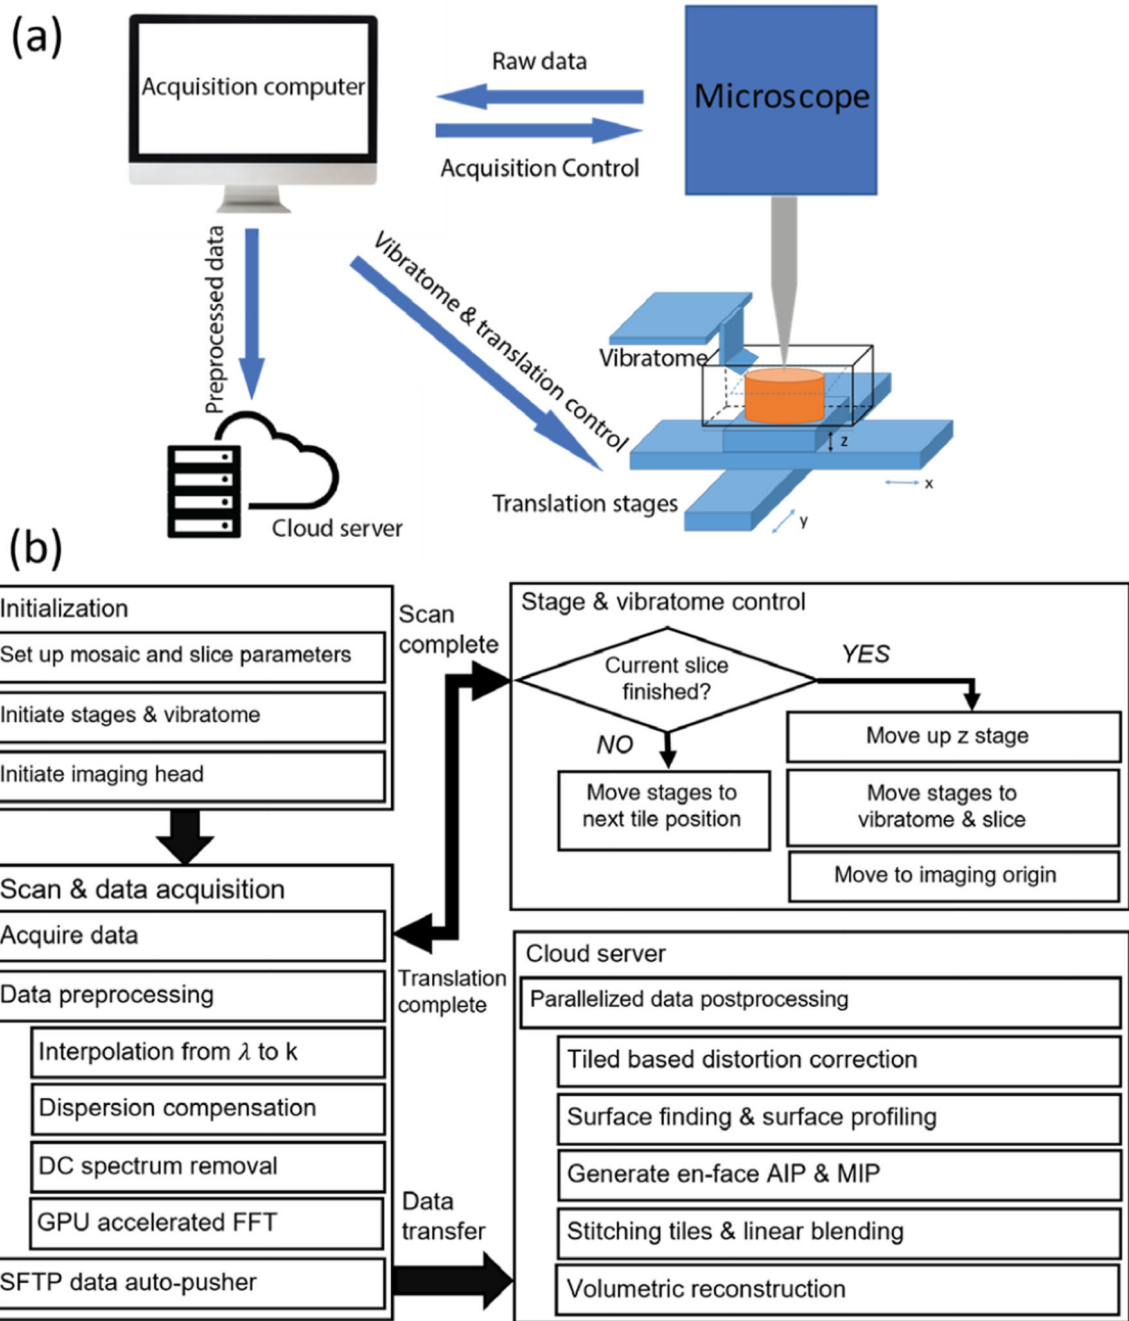 (a)
Acquisition computer
Raw data
Microscope
Acquisition Control
Preprocessed data
Vibratome & translation control
Vibratome
z
x
y
Translation stages
Cloud server
(b)
Initialization
Set up mosaic and slice parameters
Initiate stages & vibratome
Initiate imaging head
Scan
complete
Stage & vibratome control
Current slice
finished?
YES
NO
Move up z stage
Move stages to
next tile position
Move stages to
vibratome & slice
Move to imaging origin
Scan & data acquisition
Acquire data
Translation
complete
Data preprocessing
Interpolation from λ to k
Dispersion compensation
DC spectrum removal
GPU accelerated FFT
SFTP data auto-pusher
Data
transfer
Cloud server
Parallelized data postprocessing
Tiled based distortion correction
Surface finding & surface profiling
Generate en-face AIP & MIP
Stitching tiles & linear blending
Volumetric reconstruction